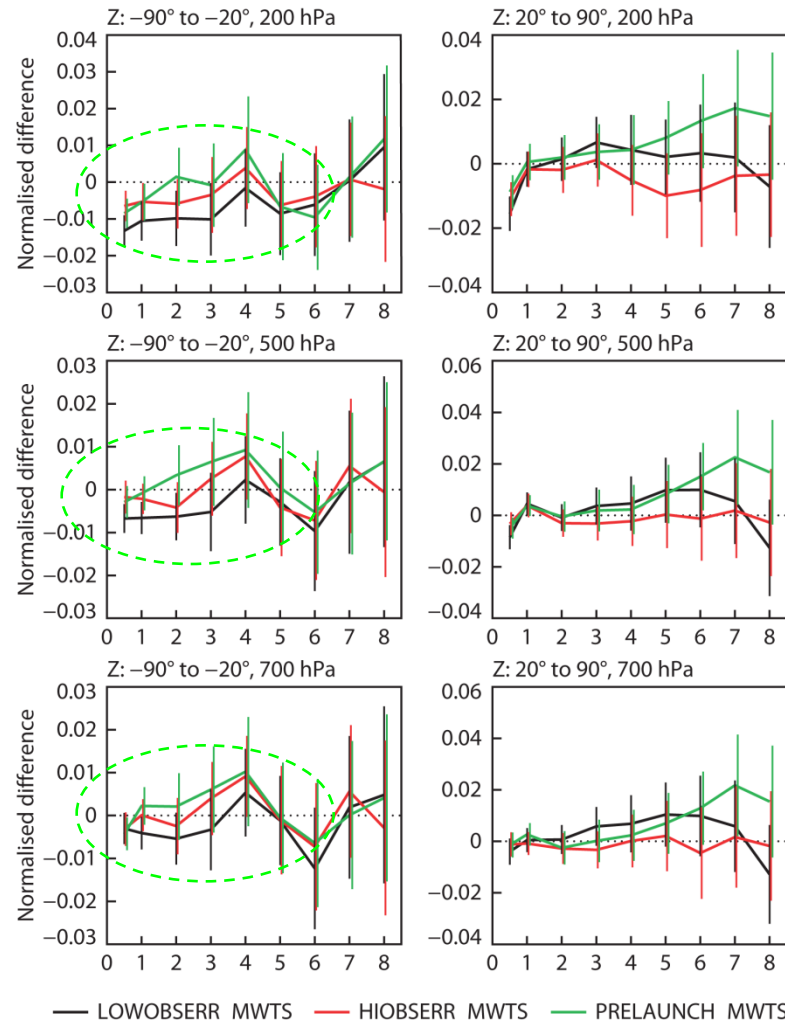 Z: −90° to −20°, 200 hPa
Z: 20° to 90°, 200 hPa
Normalised difference
0.04
0.03
0.02
0.01
0
−0.01
−0.02
−0.03
0 1 2 3 4 5 6 7 8
0.04
0.02
0
−0.02
−0.04
0 1 2 3 4 5 6 7 8
Z: −90° to −20°, 500 hPa
Z: 20° to 90°, 500 hPa
Normalised difference
0.03
0.02
0.01
0
−0.01
−0.02
−0.03
0 1 2 3 4 5 6 7 8
0.06
0.04
0.02
0
−0.02
−0.04
0 1 2 3 4 5 6 7 8
Z: −90° to −20°, 700 hPa
Z: 20° to 90°, 700 hPa
Normalised difference
0.03
0.02
0.01
0
−0.01
−0.02
−0.03
0 1 2 3 4 5 6 7 8
0.06
0.04
0.02
0
−0.02
−0.04
0 1 2 3 4 5 6 7 8
LOWOBSERR MWTS HIOBSERR MWTS PRELAUNCH MWTS